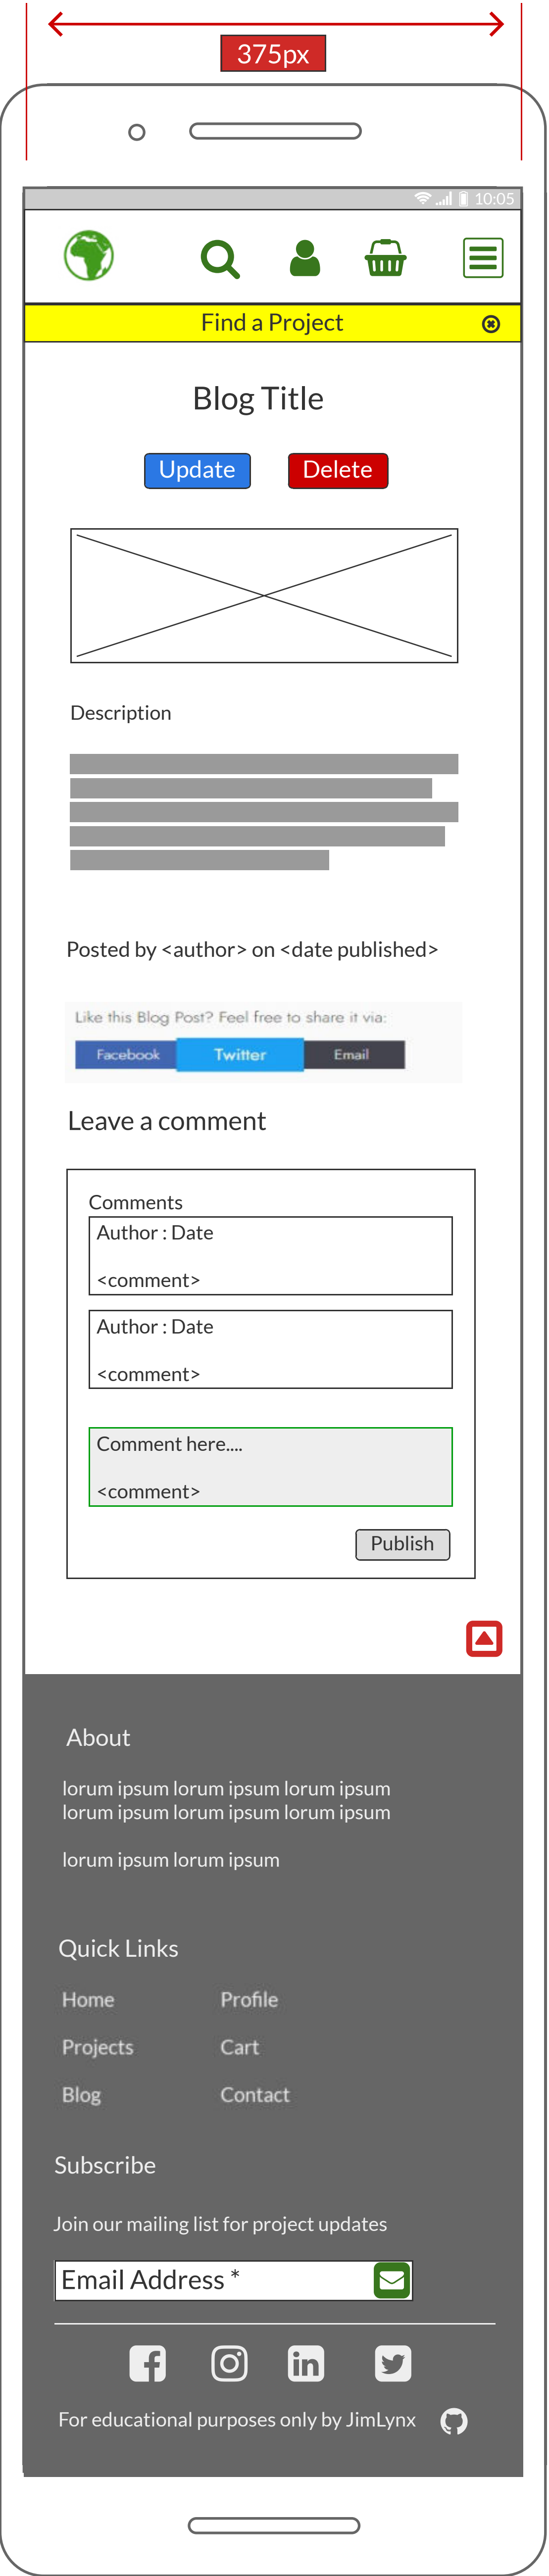 375px
10:05
Find a Project
Blog Title
Update Delete
Description
Posted by <author> on <date published>
Like this Blog Post? Feel free to share it via:
Facebook Twitter Email
Leave a comment
Comments
Author : Date
<comment>
Author : Date
<comment>
Comment here....
<comment>
Publish
About
lorum ipsum lorum ipsum lorum ipsum
lorum ipsum lorum ipsum lorum ipsum
lorum ipsum lorum ipsum
Quick Links
Home Profile
Projects Cart
Blog Contact
Subscribe
Join our mailing list for project updates
Email Address *
For educational purposes only by JimLynx